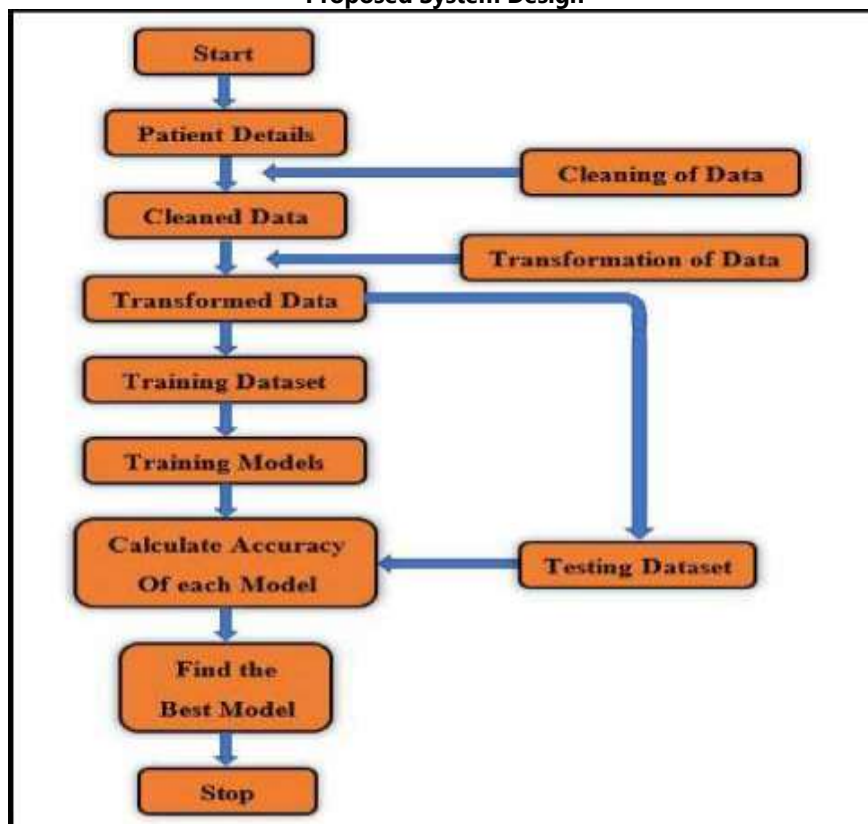 Proposed System Design
Start
Patient Details
Cleaning of Data
Cleaned Data
Transformation of Data
Transformed Data
Training Dataset
Training Models
Calculate Accuracy
Of each Model
Testing Dataset
Find the
Best Model
Stop